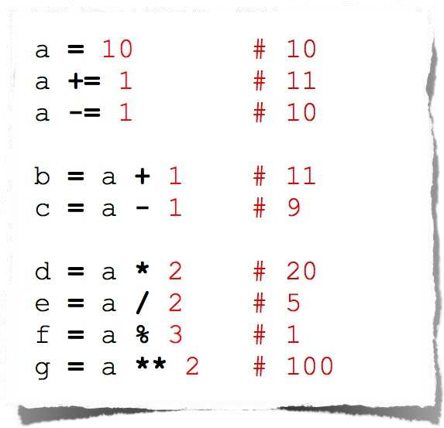 a = 10 # 10
a += 1 # 11
a -= 1 # 10
b = a + 1 # 11
c = a - 1 # 9
d = a * 2 # 20
e = a / 2 # 5
f = a % 3 # 1
g = a ** 2 # 100